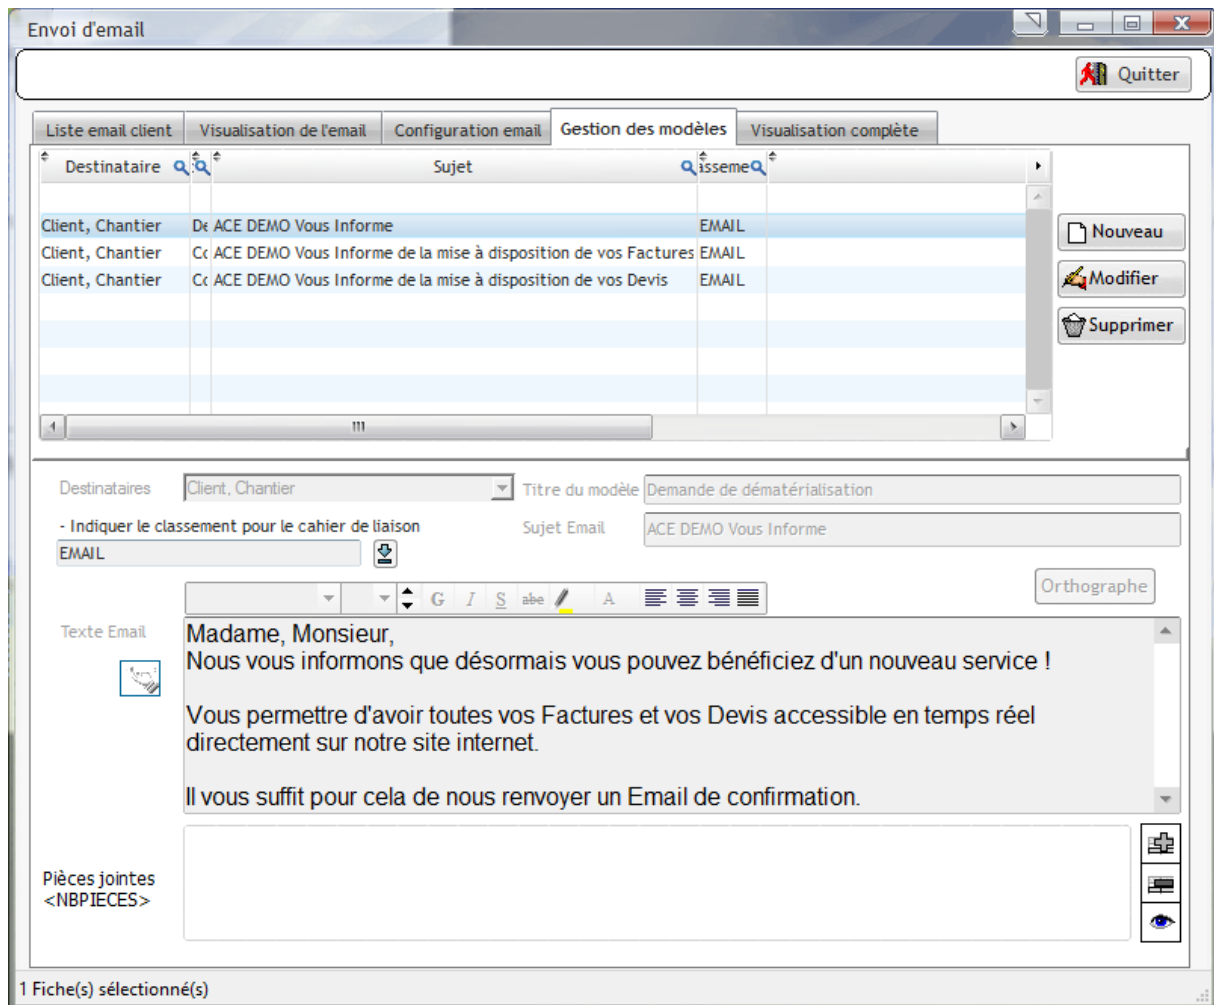 Envoi d'email
Quitter
Liste email client Visualisation de l'email Configuration email Gestion des modèles Visualisation complète
Destinataire Sujet asseme
Client, Chantier De ACE DEMO Vous Informe EMAIL
Client, Chantier Co ACE DEMO Vous Informe de la mise à disposition de vos Factures EMAIL
Client, Chantier Co ACE DEMO Vous Informe de la mise à disposition de vos Devis EMAIL
Nouveau
Modifier
Supprimer
Destinataires Client, Chantier Titre du modèle Demande de dématérialisation
- Indiquer le classement pour le cahier de liaison Sujet Email ACE DEMO Vous Informe
EMAIL
Orthographe
G I S abc A
Texte Email
Madame, Monsieur,
Nous vous informons que désormais vous pouvez bénéficiez d'un nouveau service !
Vous permettre d'avoir toutes vos Factures et vos Devis accessible en temps réel
directement sur notre site internet.
Il vous suffit pour cela de nous renvoyer un Email de confirmation.
Pièces jointes
<NBPIECES>
1 Fiche(s) sélectionné(s)